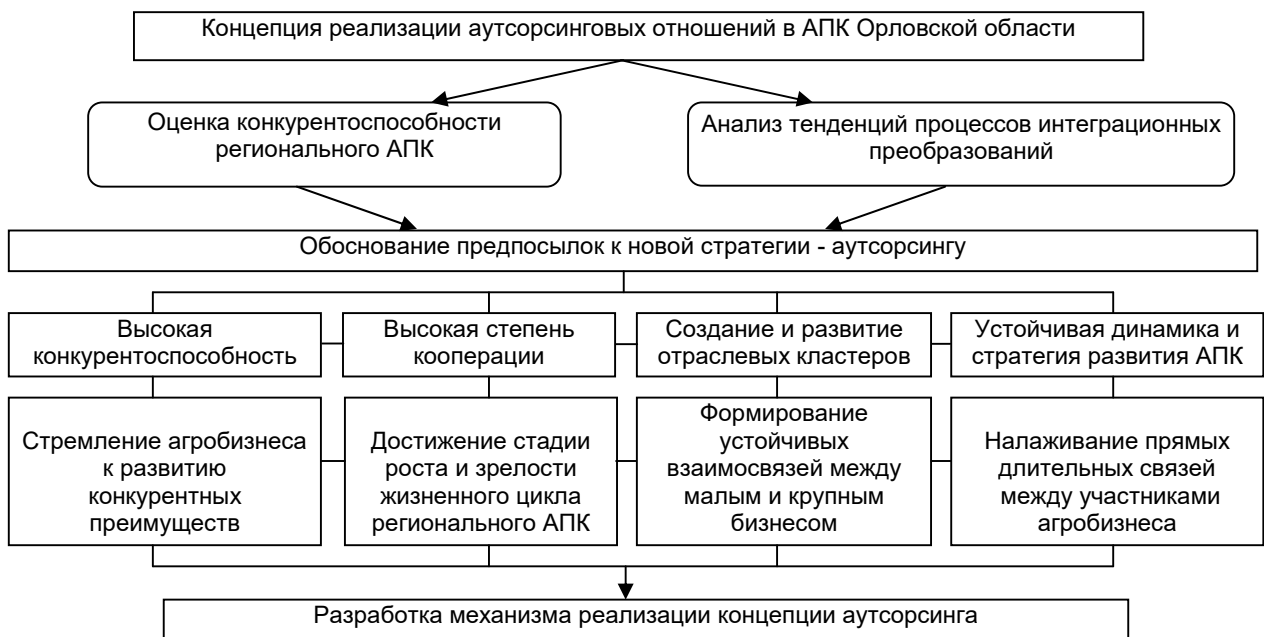 Концепция реализации аутсорсинговых отношений в АПК Орловской области
Оценка конкурентоспособности
регионального АПК
Анализ тенденций процессов интеграционных
преобразований
Обоснование предпосылок к новой стратегии - аутсорсингу
Высокая
конкурентоспособность
Высокая степень
кооперации
Создание и развитие
отраслевых кластеров
Устойчивая динамика и
стратегия развития АПК
Стремление агробизнеса
к развитию
конкурентных
преимуществ
Достижение стадии
роста и зрелости
жизненного цикла
регионального АПК
Формирование
устойчивых
взаимосвязей между
малым и крупным
бизнесом
Налаживание прямых
длительных связей
между участниками
агробизнеса
Разработка механизма реализации концепции аутсорсинга